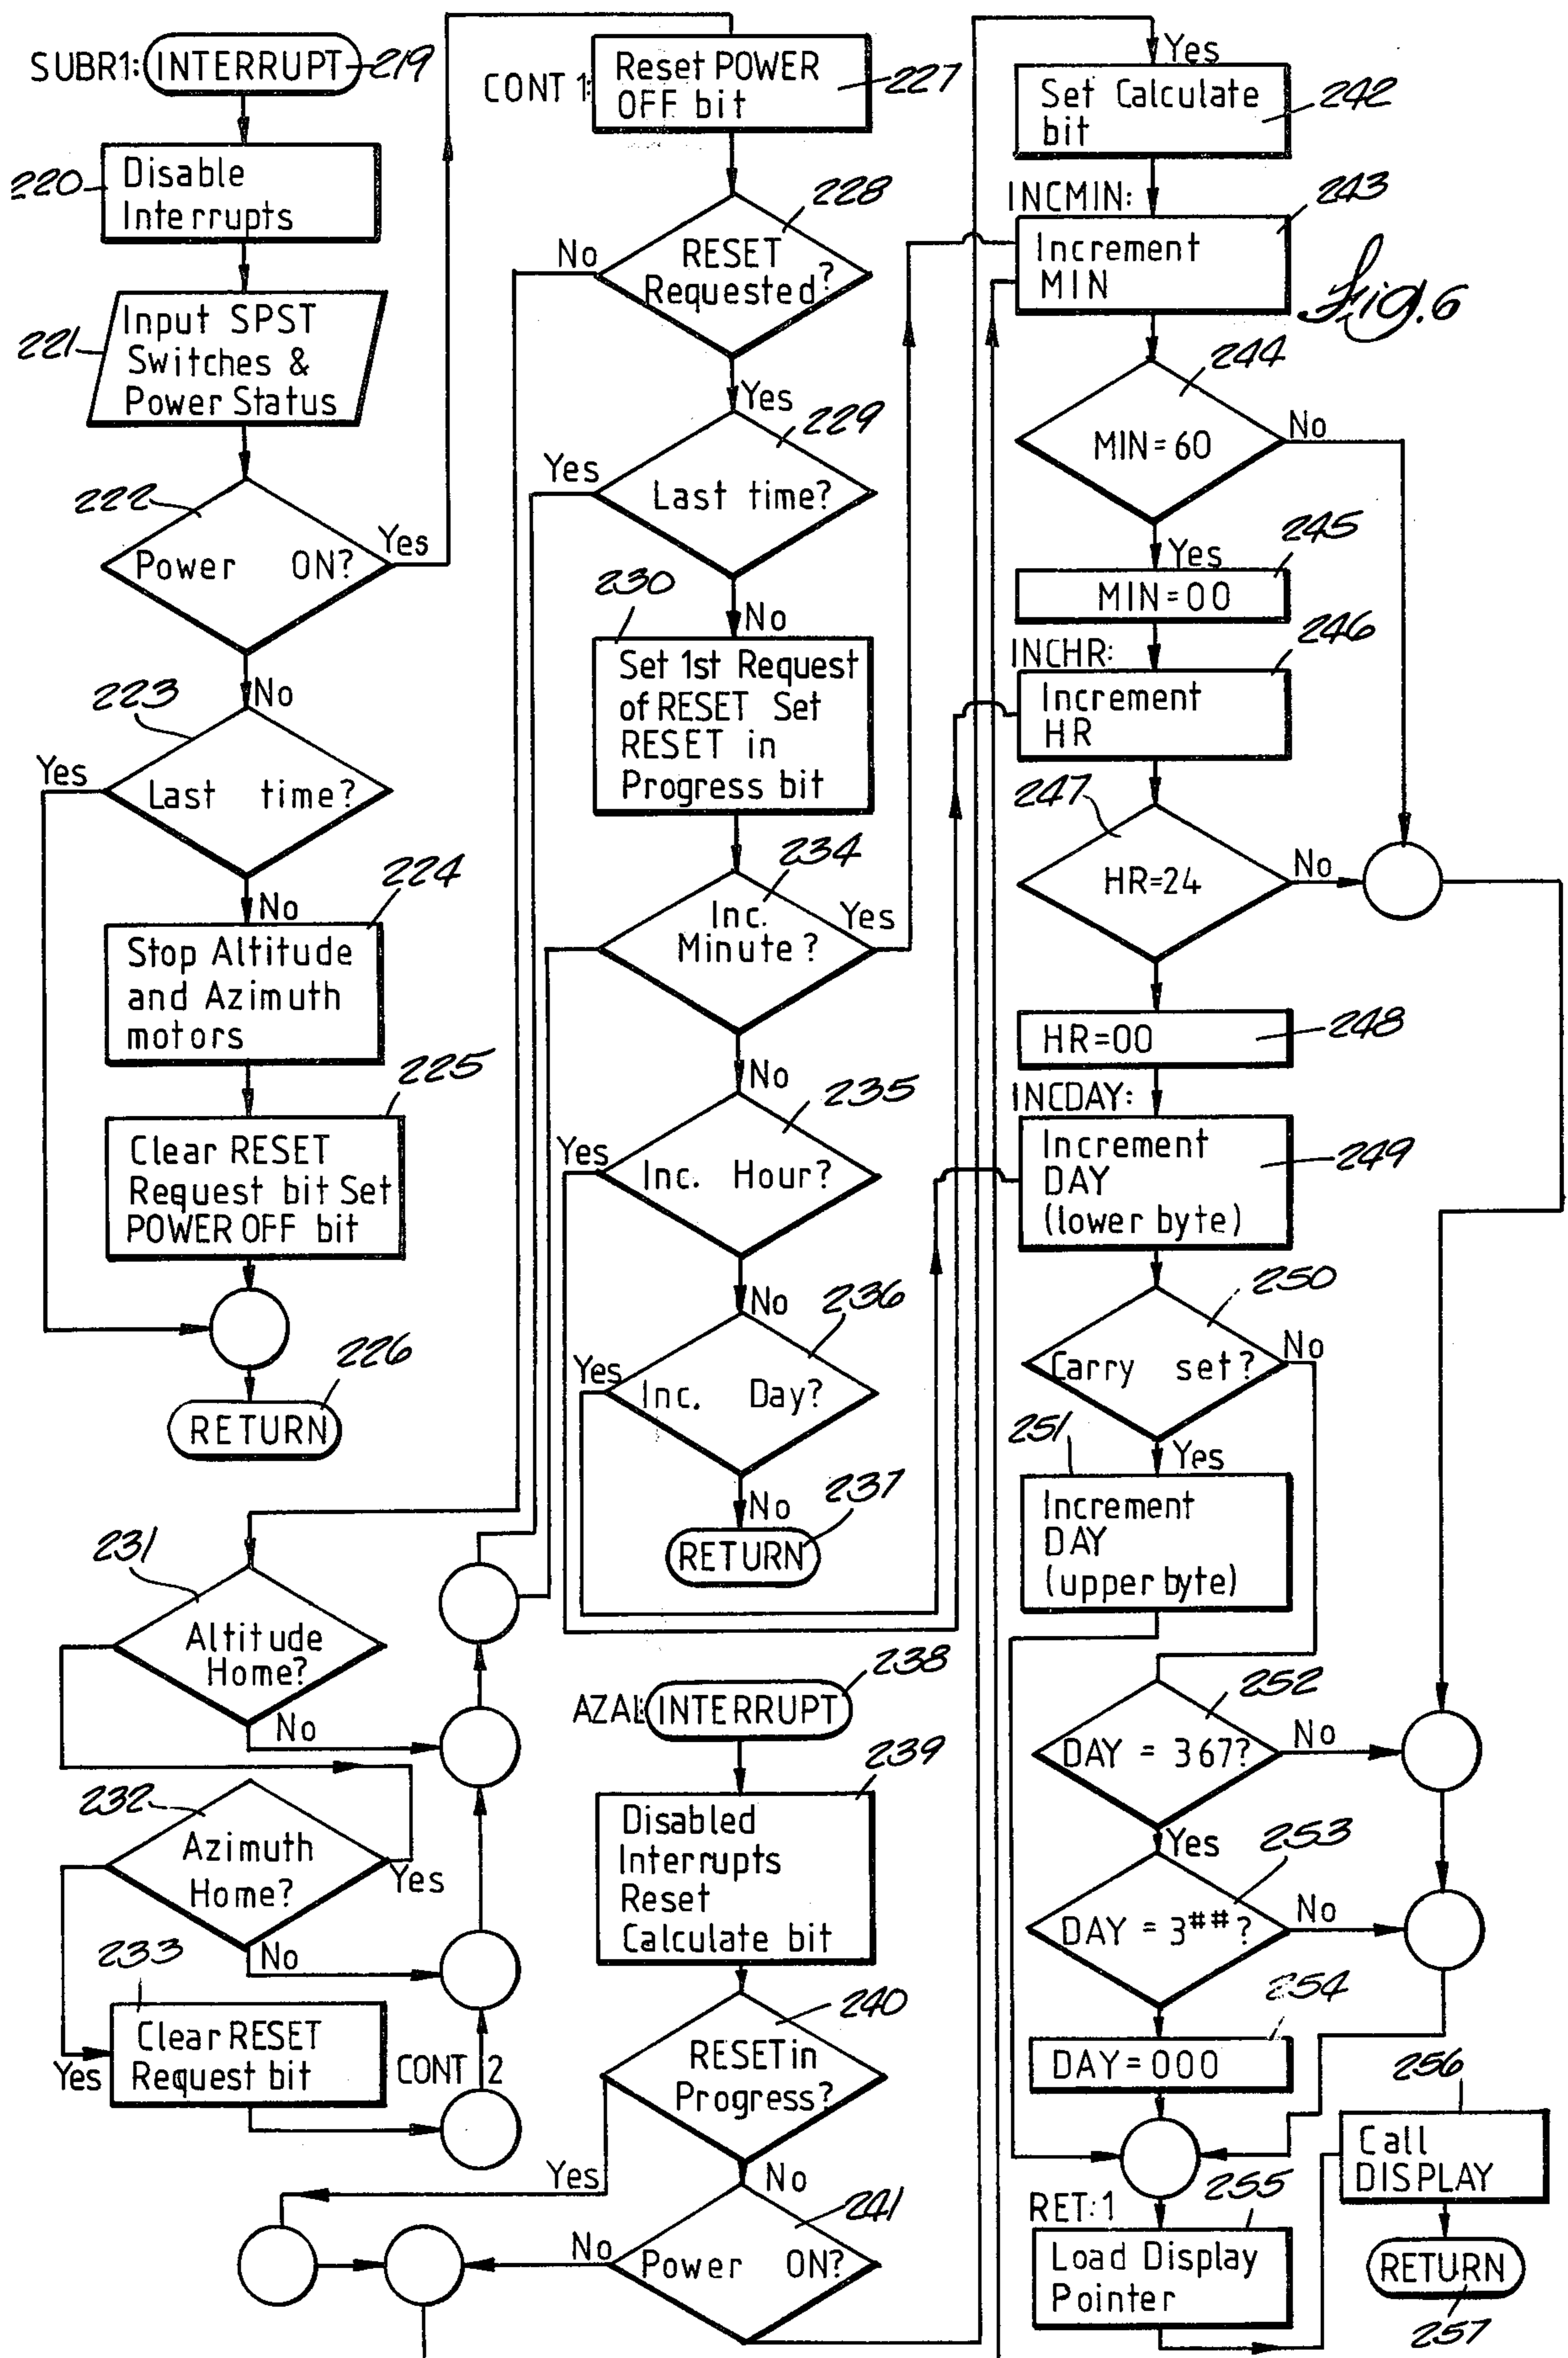 SUBR1: INTERRUPT 219
220 Disable
Interrupts
221 Input SPST
Switches &
Power Status
222
Power ON?
Yes
No
223
Yes
Last time?
No
224
Stop Altitude
and Azimuth
motors
225
Clear RESET
Request bit Set
POWER OFF bit
226
RETURN
231
Altitude
Home?
No
232
Azimuth
Home?
Yes
No
233
Clear RESET
Request bit
Yes
CONT 2
CONT 1:
Reset POWER
OFF bit
227
228
No
RESET
Requested?
Yes
229
Yes
Last time?
No
230
Set 1st Request
of RESET Set
RESET in
Progress bit
234
Inc.
Minute?
Yes
No
235
Yes
Inc. Hour?
No
236
Yes
Inc. Day?
No
237
RETURN
238
AZAL: INTERRUPT
239
Disabled
Interrupts
Reset
Calculate bit
240
RESET in
Progress?
Yes
No
241
No
Power ON?
Yes
Set Calculate
bit
242
INCMIN:
243
Increment
MIN
Fig. 6
244
MIN=60
No
Yes
245
MIN=00
246
INCHR:
Increment
HR
247
HR=24
No
HR=00
248
INCDAY:
Increment
DAY
(lower byte)
249
250
Carry set?
No
Yes
251
Increment
DAY
(upper byte)
252
DAY = 367?
No
Yes
253
DAY = 3##?
No
254
DAY=000
255
RET:1
Load Display
Pointer
256
Call
DISPLAY
RETURN
257